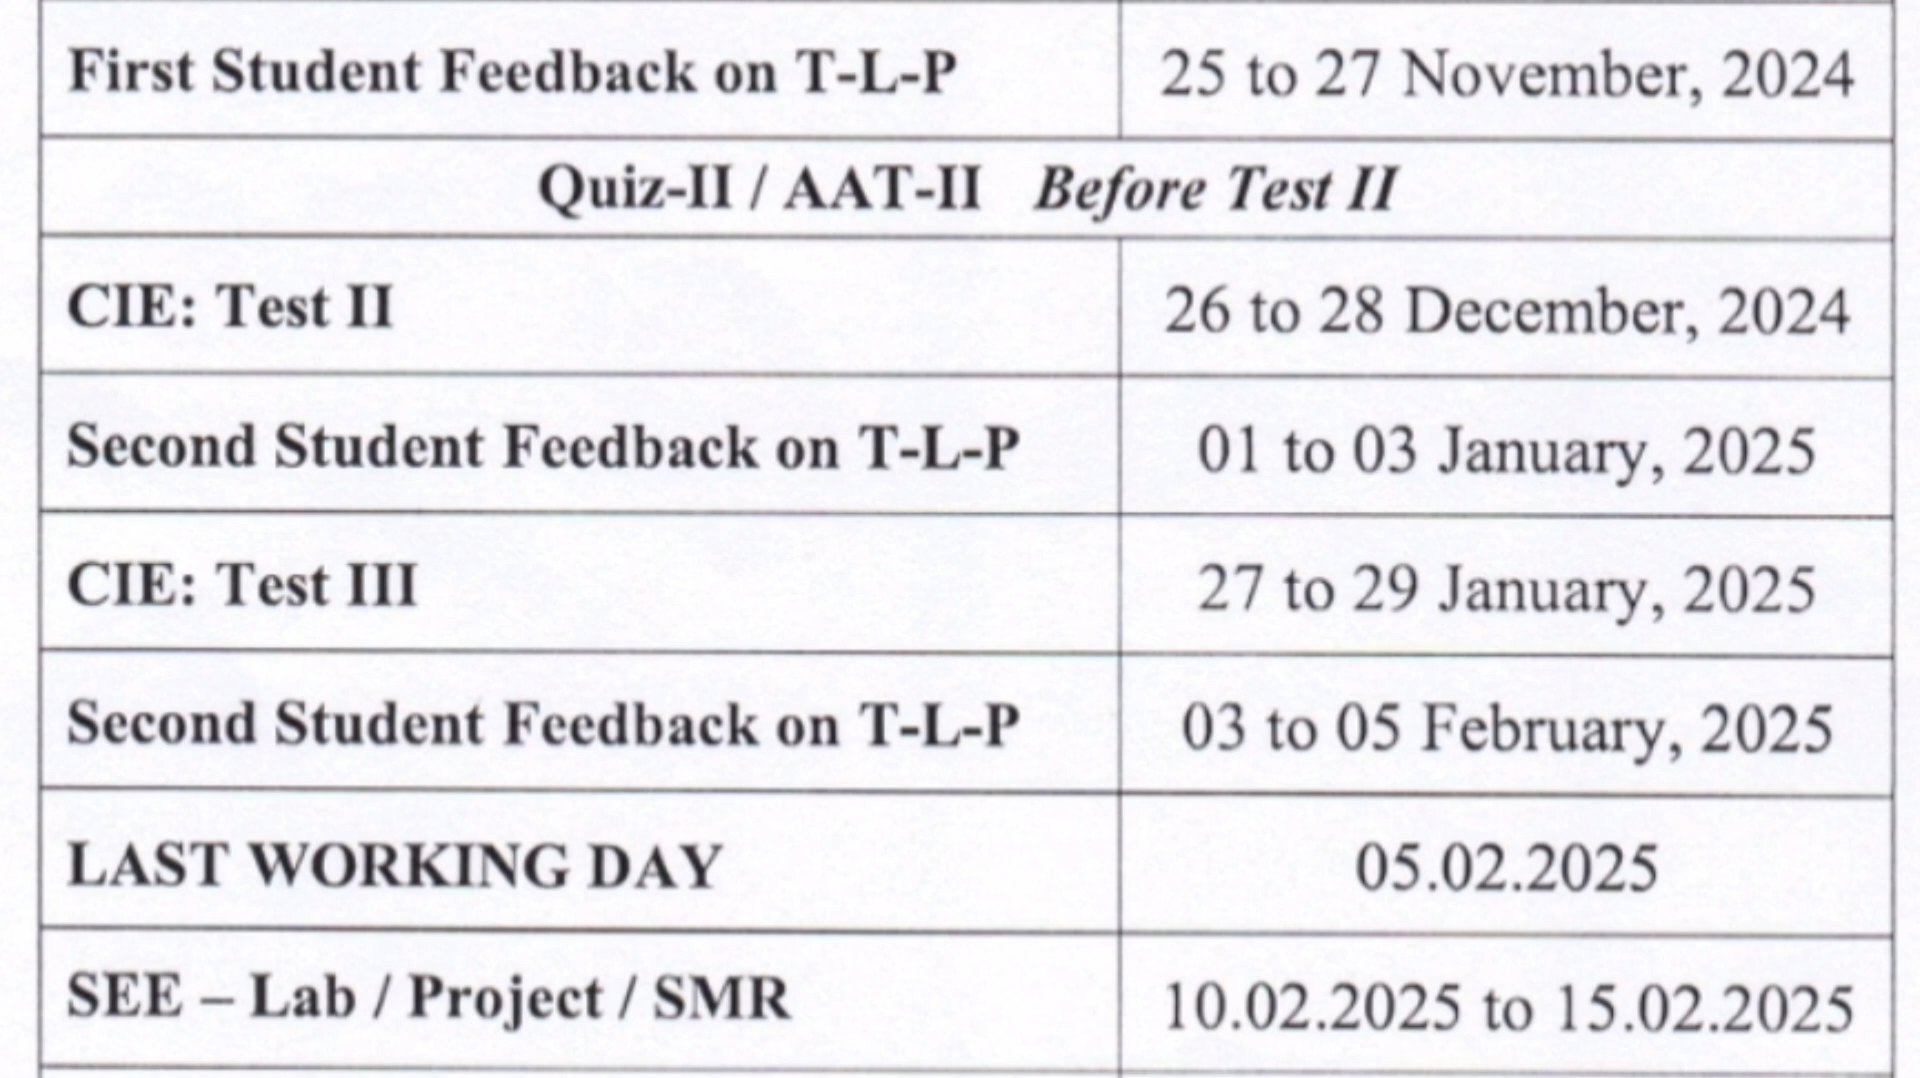 First Student Feedback on T-L-P 25 to 27 November, 2024
Quiz-II / AAT-II Before Test II
CIE: Test II 26 to 28 December, 2024
Second Student Feedback on T-L-P 01 to 03 January, 2025
CIE: Test III 27 to 29 January, 2025
Second Student Feedback on T-L-P 03 to 05 February, 2025
LAST WORKING DAY 05.02.2025
SEE – Lab / Project / SMR 10.02.2025 to 15.02.2025